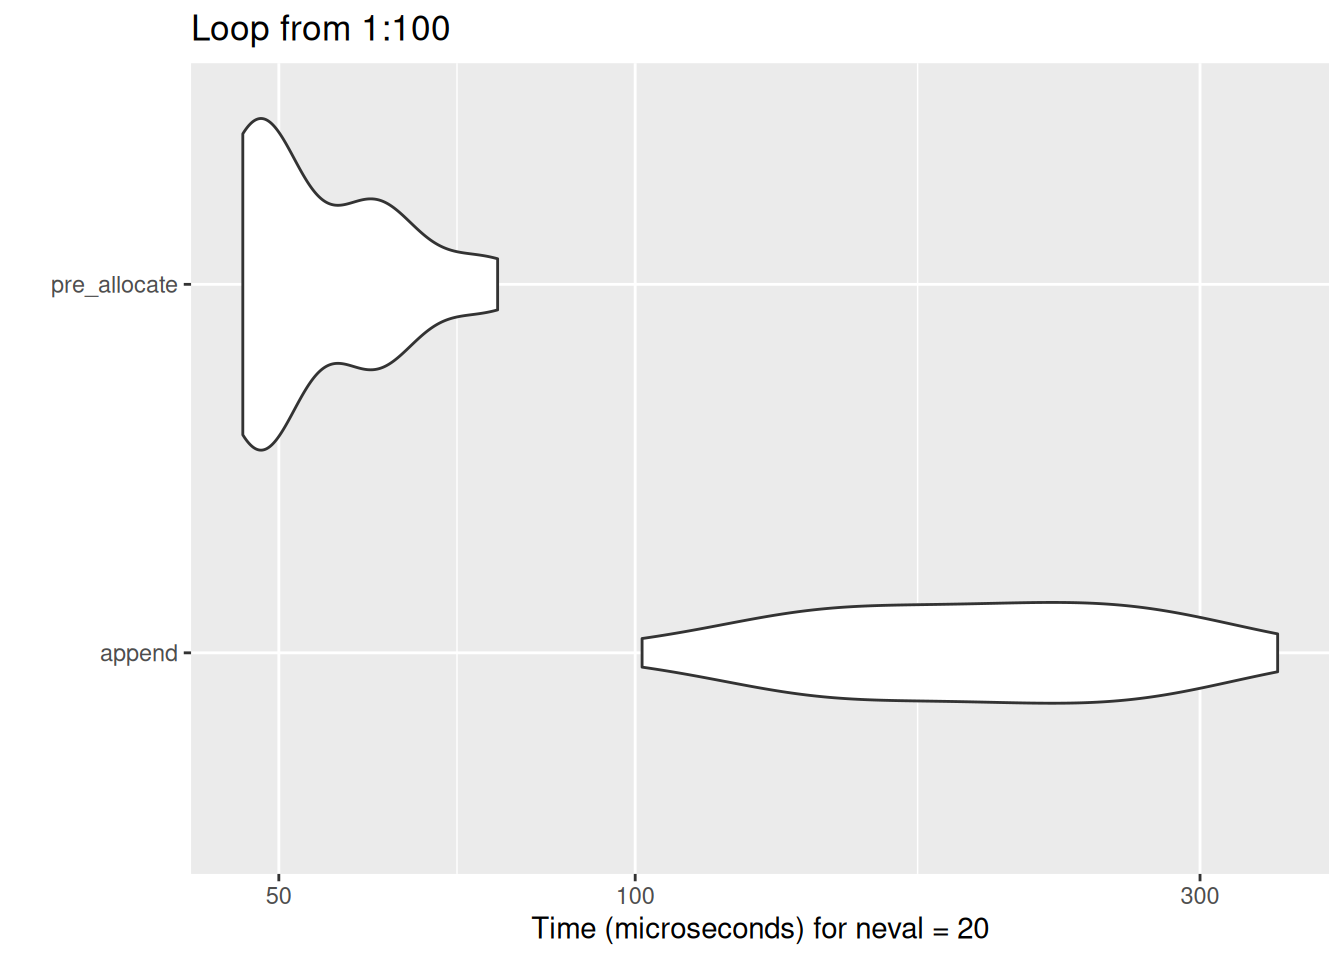 Loop from 1:100
pre_allocate
append
50 100 300
Time (microseconds) for neval = 20